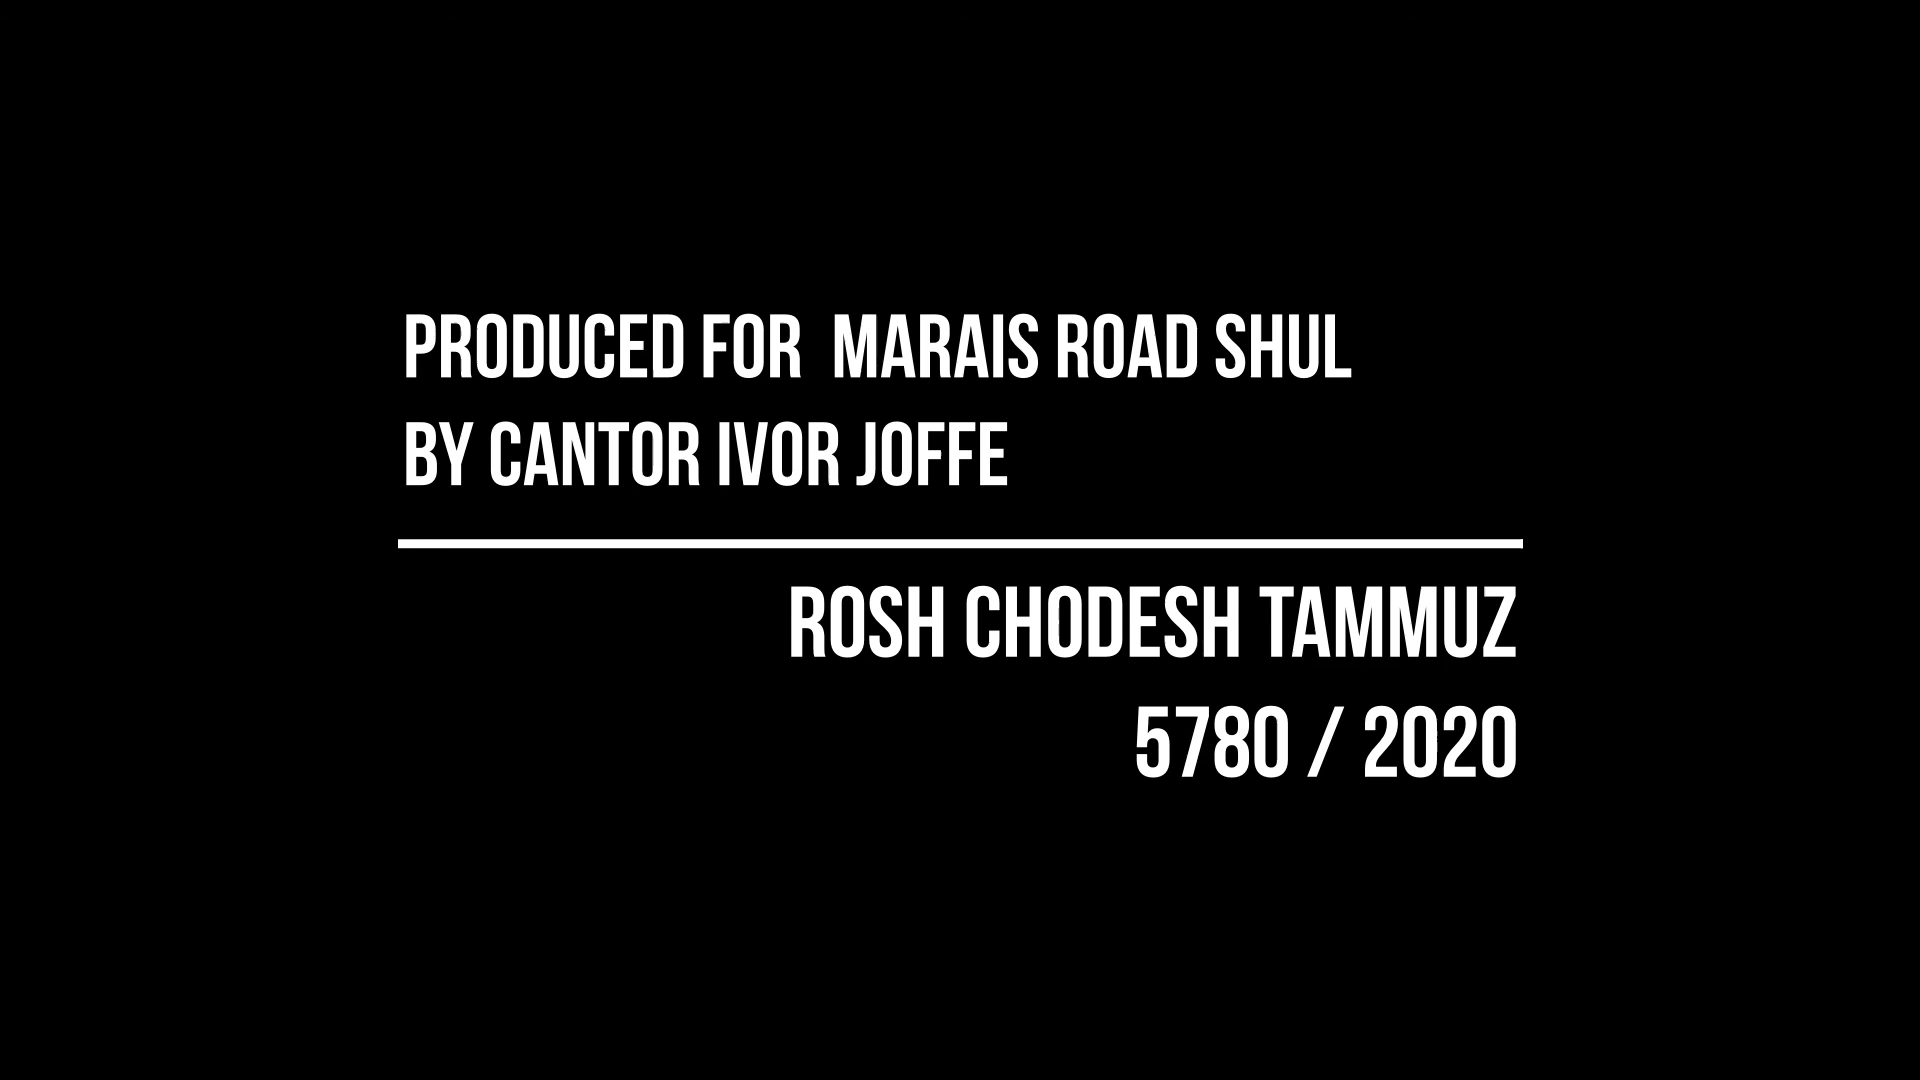 PRODUCED FOR  MARAIS ROAD SHUL
BY CANTOR IVOR JOFFE
ROSH CHODESH TAMMUZ
5780 / 2020